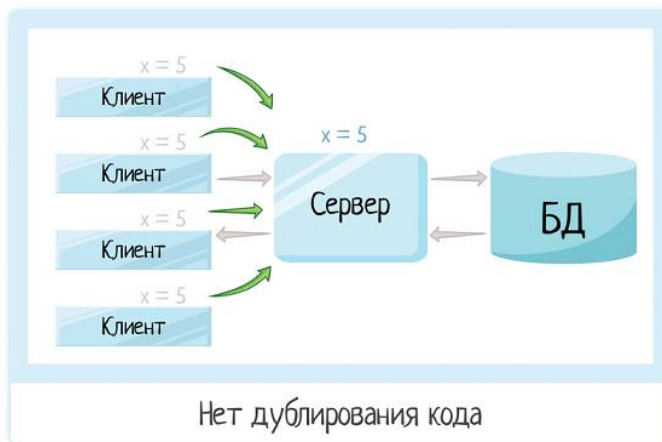 x = 5
Клиент
x = 5
Клиент
x = 5
Клиент
x = 5
Клиент
x = 5
Сервер
БД
Нет дублирования кода